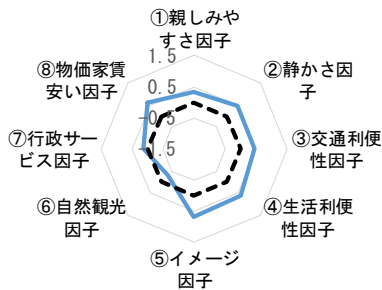 ①親しみや
すさ因子
②静かさ因
子
③交通利便
性因子
④生活利便
性因子
⑤イメージ
因子
⑥自然観光
因子
⑦行政サー
ビス因子
⑧物価家賃
安い因子
1.5
0.5